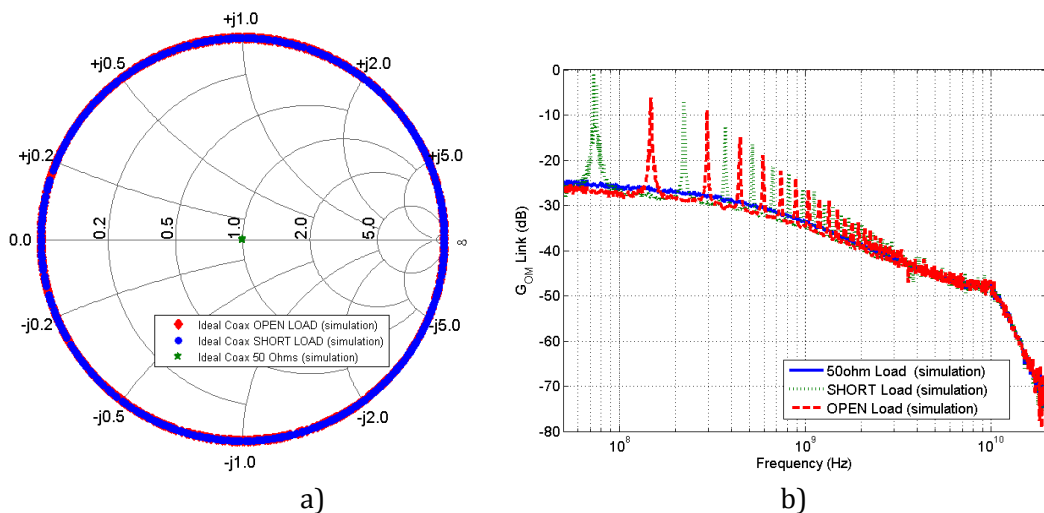 +j1.0
+j0.5
+j2.0
+j0.2
+j5.0
0.0
0.2
0.5
1.0
2.0
5.0
∞
-j0.2
-j5.0
Ideal Coax OPEN LOAD (simulation)
Ideal Coax SHORT LOAD (simulation)
Ideal Coax 50 Ohms (simulation)
-j0.5
-j2.0
-j1.0
a)
0
-10
-20
-30
-40
-50
-60
-70
-80
G_OM Link (dB)
50ohm Load (simulation)
SHORT Load (simulation)
OPEN Load (simulation)
10^8
10^9
10^10
Frequency (Hz)
b)